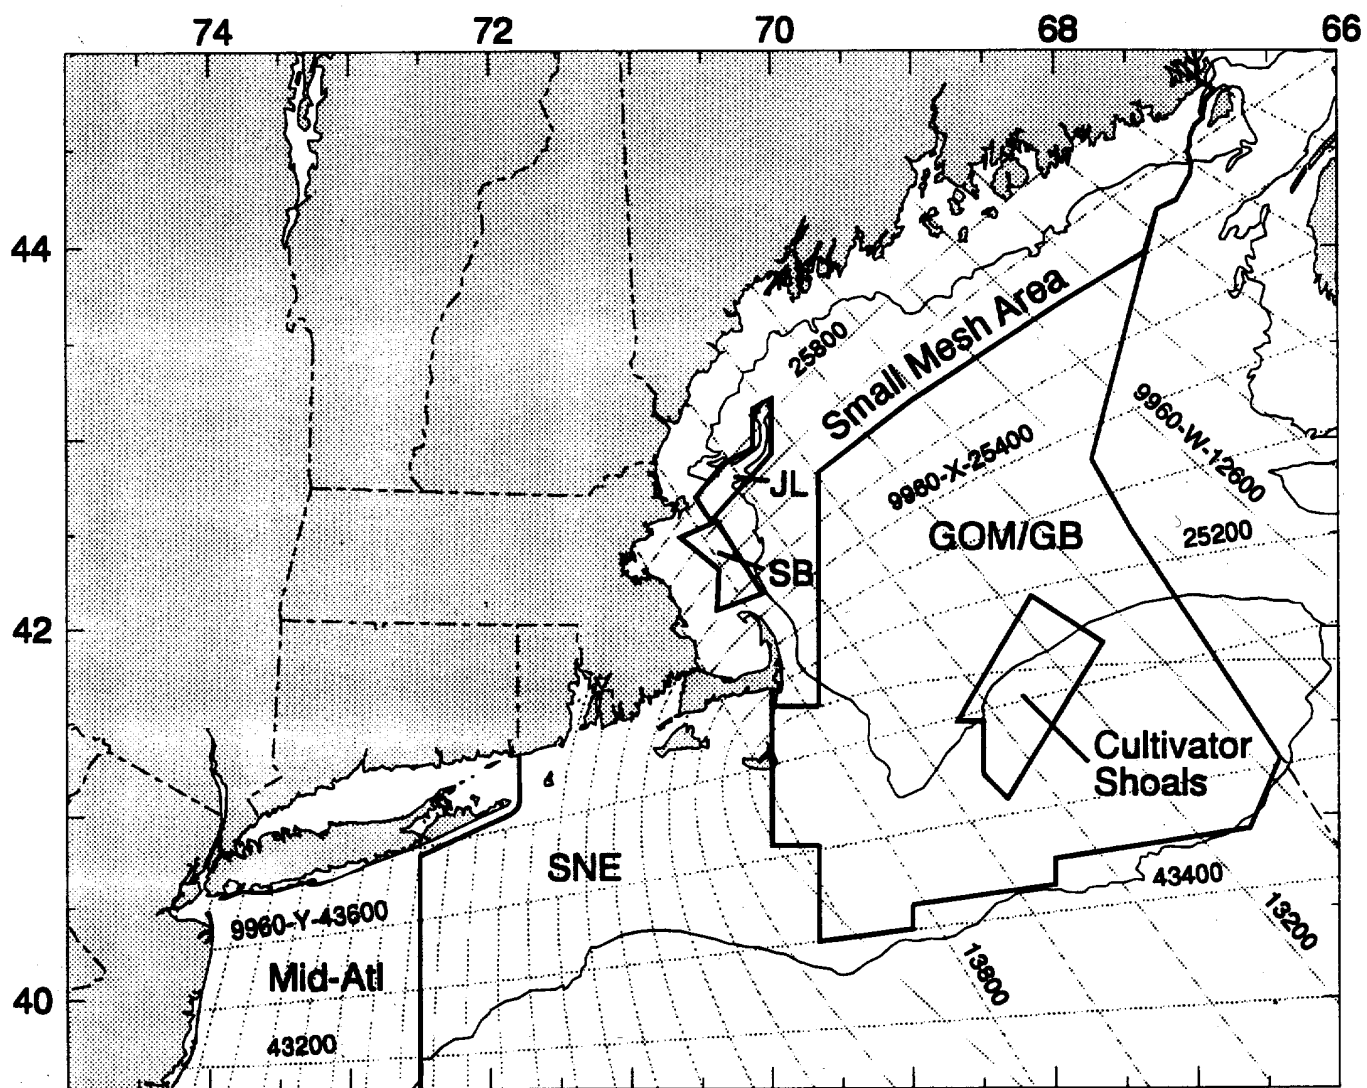 74 72 70 68 66
44
Small Mesh Area
25800
9960-W-12600
9960-X-25400
JL
GOM/GB
25200
SB
42
Cultivator
Shoals
SNE
43400
9960-Y-43600
13200
Mid-Atl
13800
40
43200